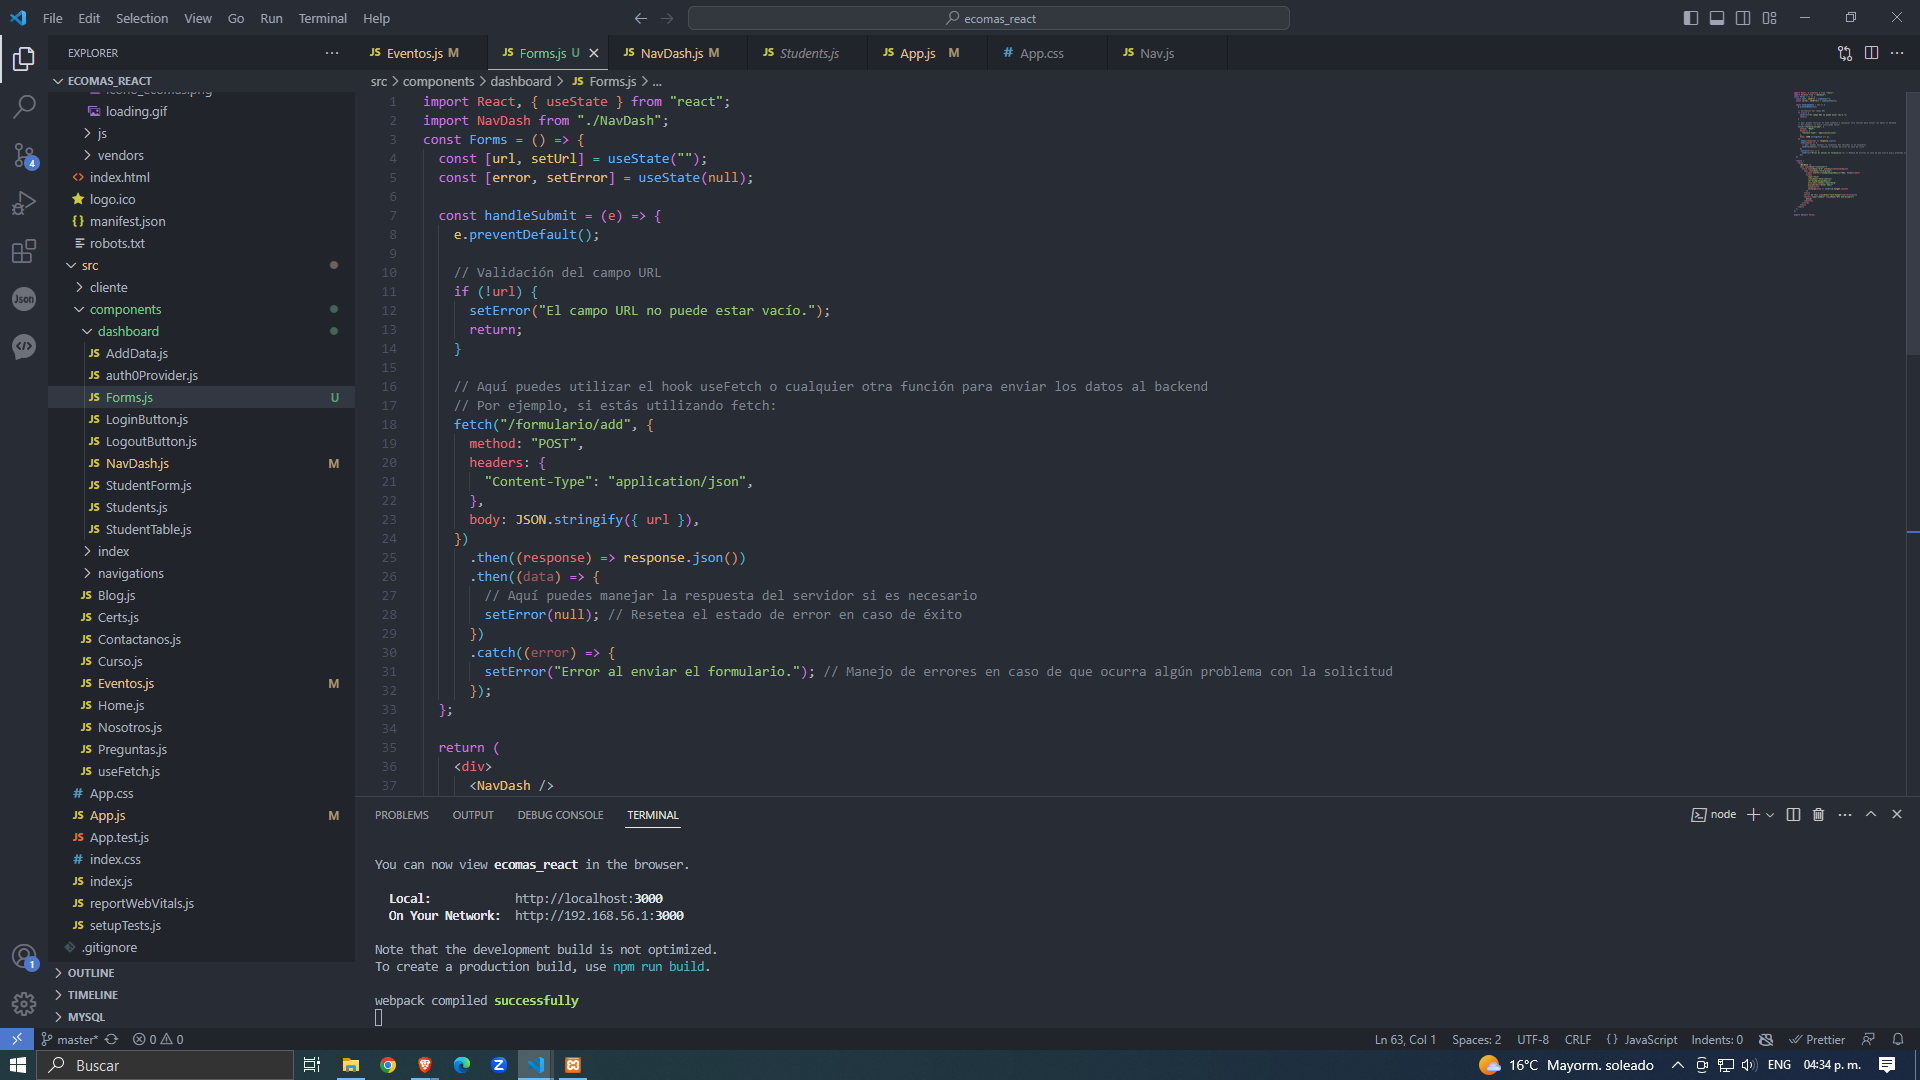 File Edit Selection View Go Run Terminal Help
ecomas_react
EXPLORER
Eventos.js M
Forms.js U
NavDash.js M
Students.js
App.js M
App.css
Nav.js
ECOMAS_REACT
src > components > dashboard > JS Forms.js > ...
icono_ecomas.png
loading.gif
js
vendors
index.html
logo.ico
manifest.json
robots.txt
src
cliente
components
dashboard
AddData.js
auth0Provider.js
Forms.js U
LoginButton.js
LogoutButton.js
NavDash.js M
StudentForm.js
Students.js
StudentTable.js
index
navigations
Blog.js
Certs.js
Contactanos.js
Curso.js
Eventos.js M
Home.js
Nosotros.js
Preguntas.js
useFetch.js
App.css
App.js M
App.test.js
index.css
index.js
reportWebVitals.js
setupTests.js
.gitignore
OUTLINE
TIMELINE
MYSQL
1 import React, { useState } from "react";
2 import NavDash from "./NavDash";
3 const Forms = () => {
4 const [url, setUrl] = useState("");
5 const [error, setError] = useState(null);
6
7 const handleSubmit = (e) => {
8 e.preventDefault();
9
10 // Validación del campo URL
11 if (!url) {
12 setError("El campo URL no puede estar vacío.");
13 return;
14 }
15
16 // Aquí puedes utilizar el hook useFetch o cualquier otra función para enviar los datos al backend
17 // Por ejemplo, si estás utilizando fetch:
18 fetch("/formulario/add", {
19 method: "POST",
20 headers: {
21 "Content-Type": "application/json",
22 },
23 body: JSON.stringify({ url }),
24 })
25 .then((response) => response.json())
26 .then((data) => {
27 // Aquí puedes manejar la respuesta del servidor si es necesario
28 setError(null); // Resetea el estado de error en caso de éxito
29 })
30 .catch((error) => {
31 setError("Error al enviar el formulario."); // Manejo de errores en caso de que ocurra algún problema con la solicitud
32 });
33 };
34
35 return (
36 <div>
37 <NavDash />
PROBLEMS OUTPUT DEBUG CONSOLE TERMINAL
node
You can now view ecomas_react in the browser.
Local: http://localhost:3000
On Your Network: http://192.168.56.1:3000
Note that the development build is not optimized.
To create a production build, use npm run build.
webpack compiled successfully
master* 0 0
Ln 63, Col 1 Spaces: 2 UTF-8 CRLF {} JavaScript Indents: 0 Prettier
Buscar
16°C Mayorm. soleado ENG 04:34 p. m.